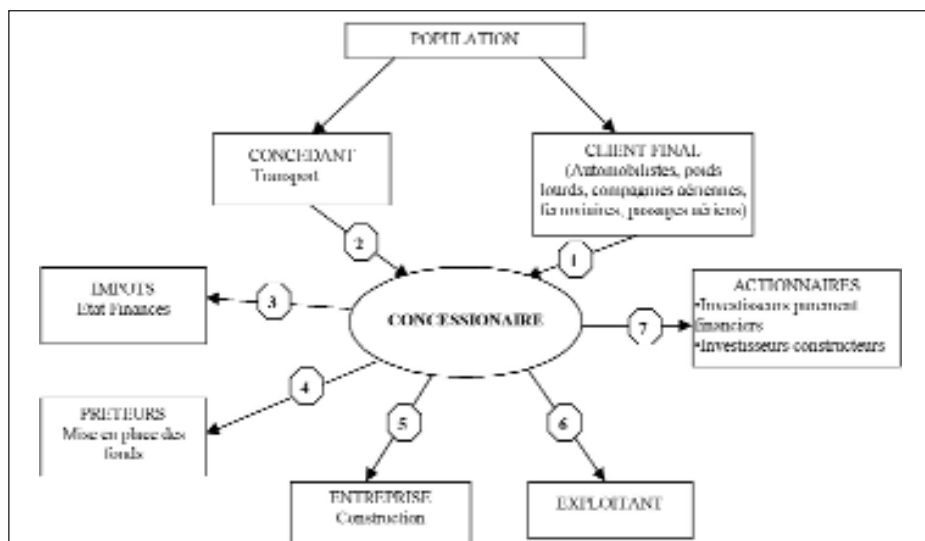 POPULATION
CONCEDANT
Transport
CLIENT FINAL
(Automobilistes, poids
lourds, compagnies aériennes,
ferroviaires, passages aériens)
2
1
IMPOTS
Etat Finances
3
CONCESSIONAIRE
7
ACTIONNAIRES
•Investisseurs purement
financiers
•Investisseurs constructeurs
4
PRETEURS
Mise en place des
fonds
5
6
ENTREPRISE
Construction
EXPLOITANT